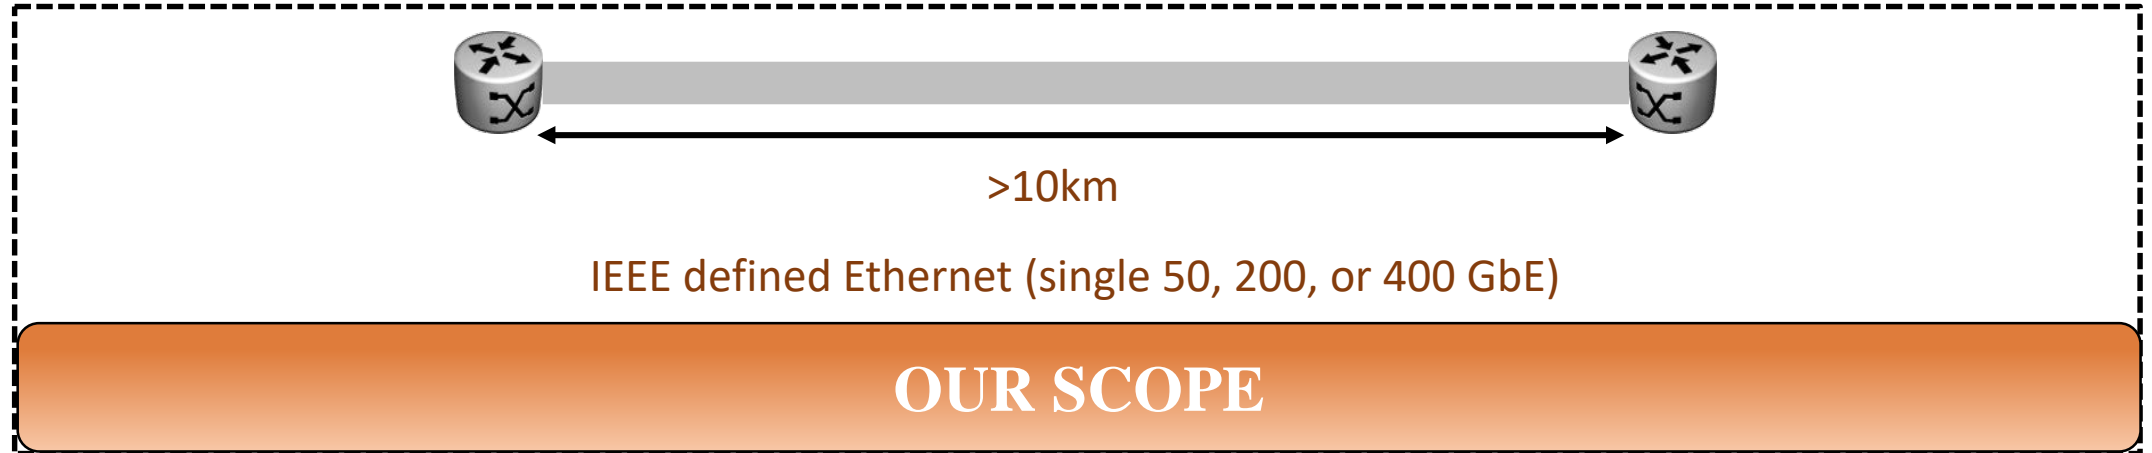 >10km
IEEE defined Ethernet (single 50, 200, or 400 GbE)
OUR SCOPE